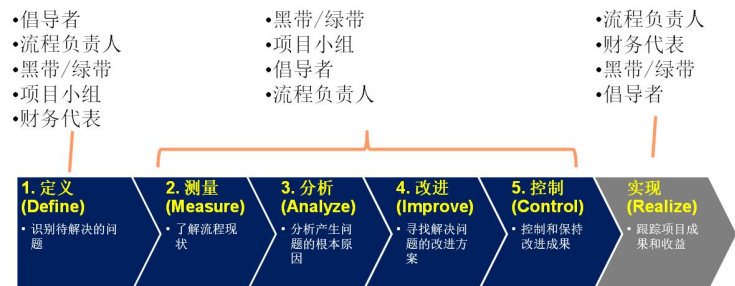 •倡导者
•流程负责人
•黑带/绿带
•项目小组
•财务代表
•黑带/绿带
•项目小组
•倡导者
•流程负责人
•流程负责人
•财务代表
•黑带/绿带
•倡导者
1. 定义
(Define)
• 识别待解决的问
题
2. 测量
(Measure)
• 了解流程现
状
3. 分析
(Analyze)
• 分析产生问
题的根本原
因
4. 改进
(Improve)
• 寻找解决问
题的改进方
案
5. 控制
(Control)
• 控制和保持
改进成果
实现
(Realize)
• 跟踪项目成
果和收益